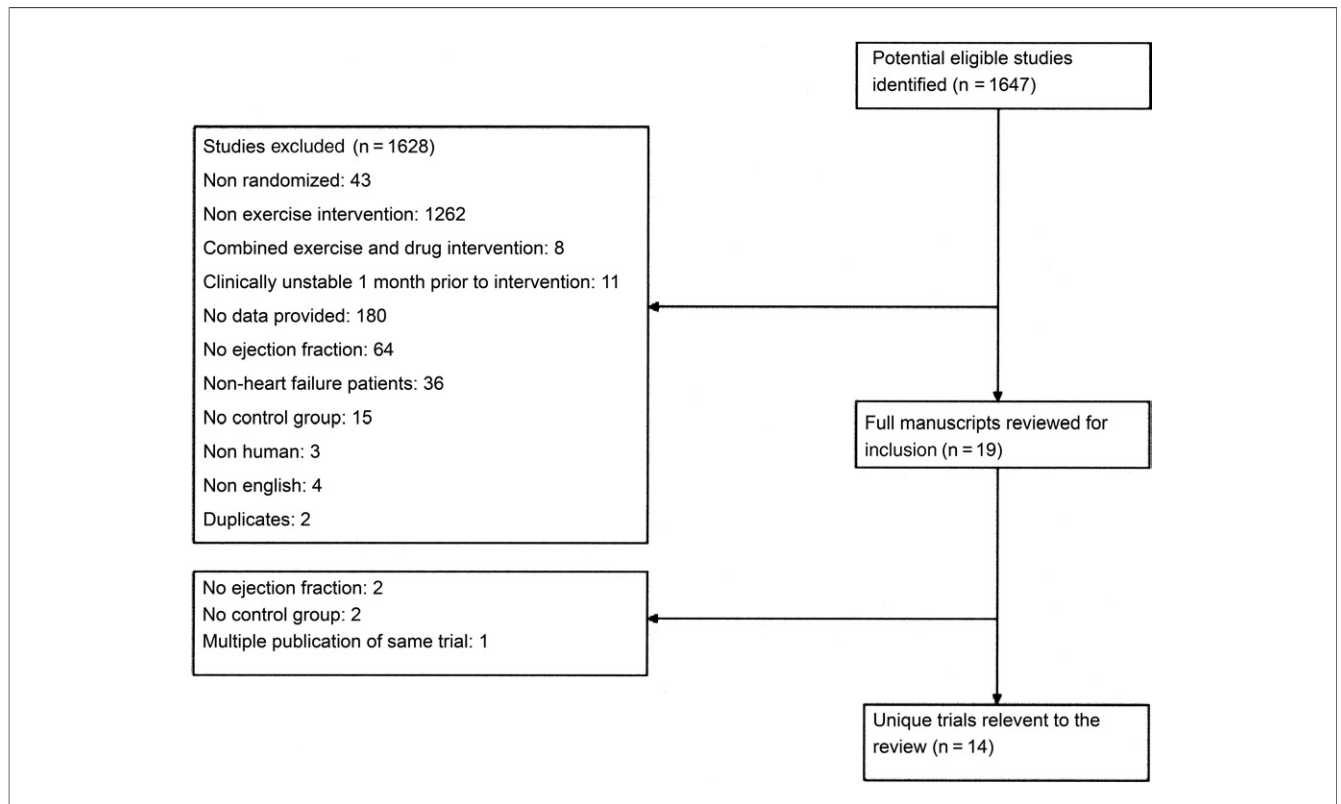 Potential eligible studies
identified (n = 1647)
Studies excluded (n = 1628)
Non randomized: 43
Non exercise intervention: 1262
Combined exercise and drug intervention: 8
Clinically unstable 1 month prior to intervention: 11
No data provided: 180
No ejection fraction: 64
Non-heart failure patients: 36
No control group: 15
Non human: 3
Non english: 4
Duplicates: 2
Full manuscripts reviewed for
inclusion (n = 19)
No ejection fraction: 2
No control group: 2
Multiple publication of same trial: 1
Unique trials relevent to the
review (n = 14)